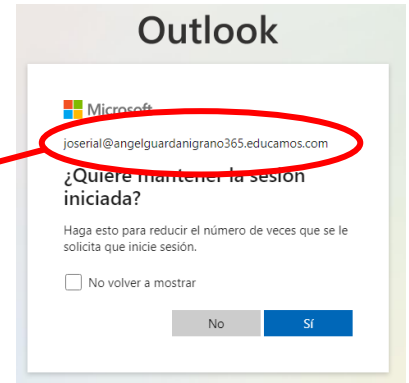 Outlook
Microsoft
joserial@angelguardanigrano365.educamos.com
¿Quiere mantener la sesión
iniciada?
Haga esto para reducir el número de veces que se le
solicita que inicie sesión.
No volver a mostrar
No
Sí